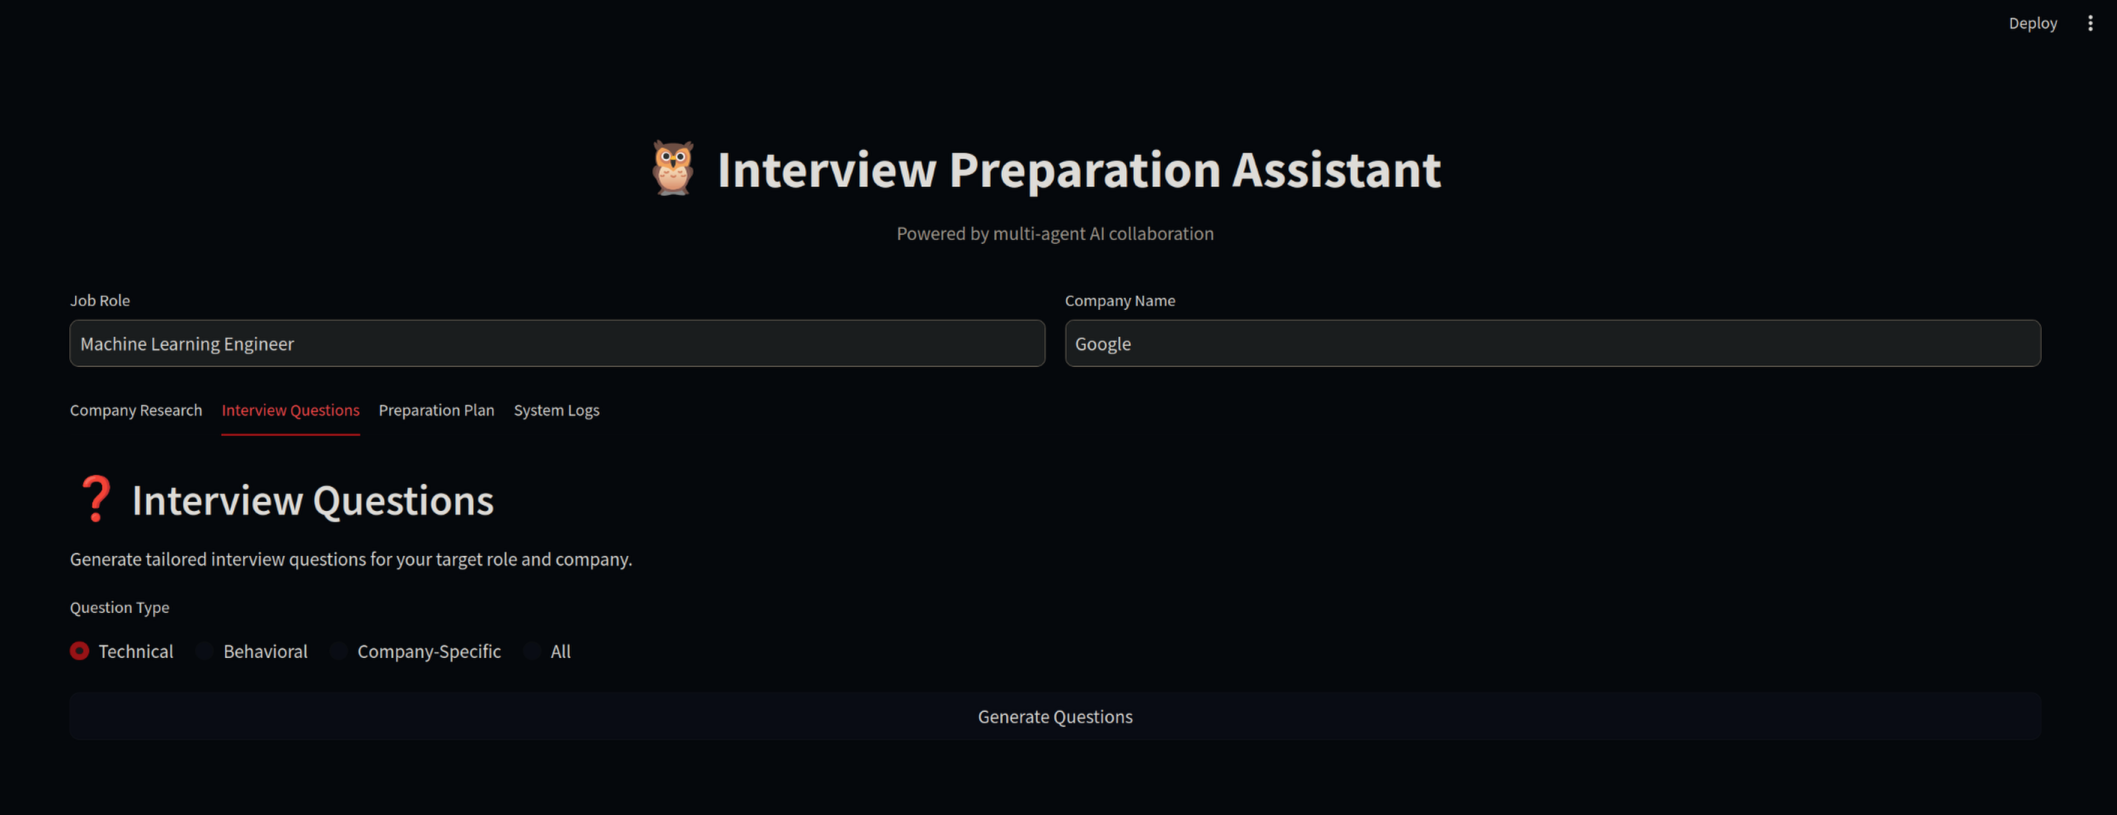 Deploy
Interview Preparation Assistant
Powered by multi-agent AI collaboration
Job Role
Company Name
Machine Learning Engineer
Google
Company Research Interview Questions Preparation Plan System Logs
Interview Questions
Generate tailored interview questions for your target role and company.
Question Type
Technical Behavioral Company-Specific All
Generate Questions